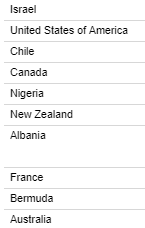 Israel
United States of America
Chile
Canada
Nigeria
New Zealand
Albania
France
Bermuda
Australia